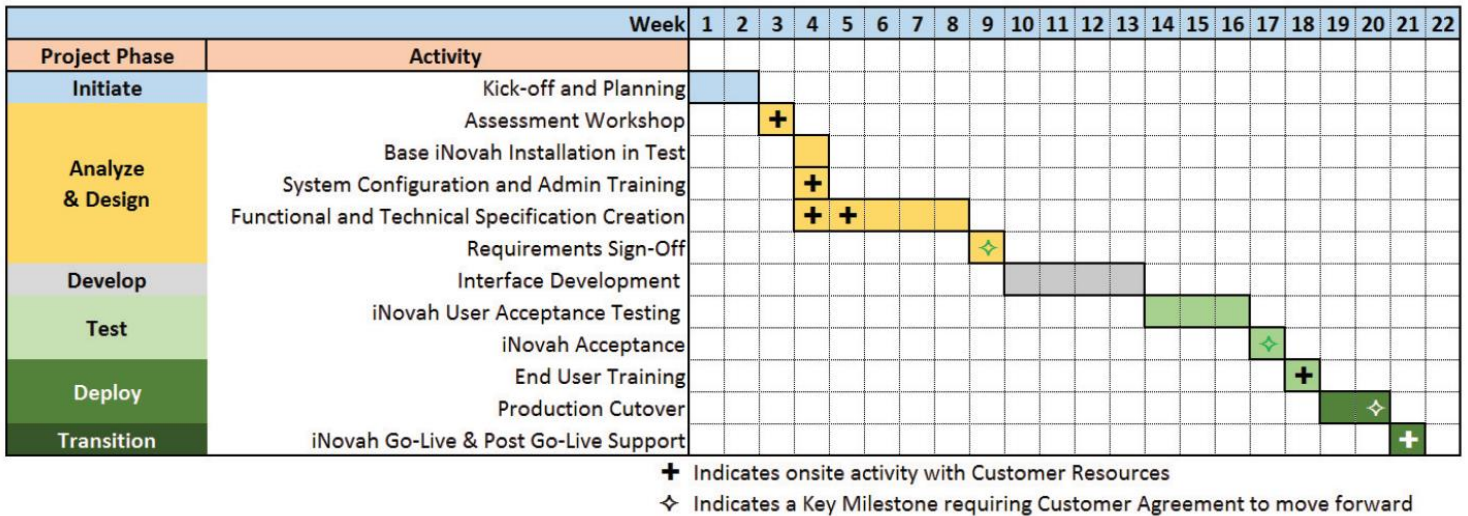 Week 1 2 3 4 5 6 7 8 9 10 11 12 13 14 15 16 17 18 19 20 21 22
Project Phase Activity
Initiate Kick-off and Planning
Assessment Workshop
Base iNovah Installation in Test
Analyze
& Design
System Configuration and Admin Training
Functional and Technical Specification Creation
Requirements Sign-Off
Develop Interface Development
Test
iNovah User Acceptance Testing
iNovah Acceptance
Deploy
End User Training
Production Cutover
Transition iNovah Go-Live & Post Go-Live Support
Indicates onsite activity with Customer Resources
Indicates a Key Milestone requiring Customer Agreement to move forward